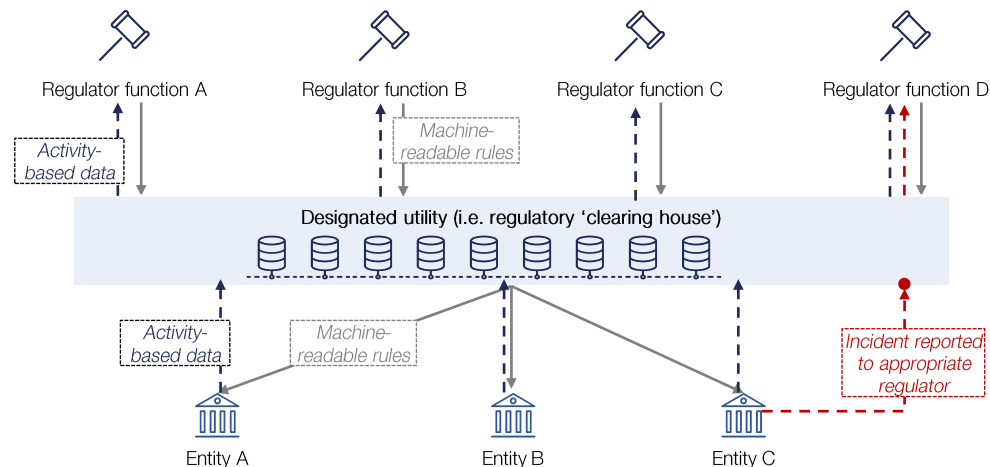 Regulator function A
Regulator function B
Regulator function C
Regulator function D
Activity-
based data
Machine-
readable rules
Designated utility (i.e. regulatory ‘clearing house’)
Activity-
based data
Machine-
readable rules
Incident reported
to appropriate
regulator
Entity A
Entity B
Entity C